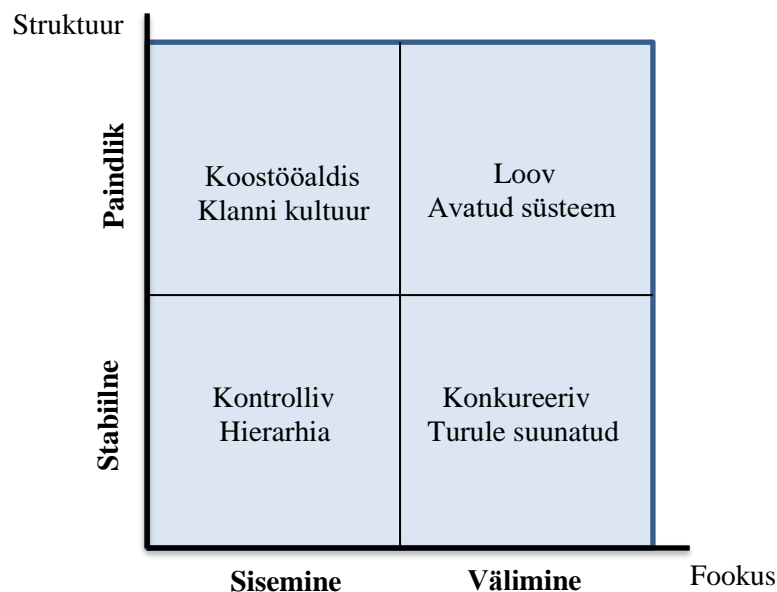 Struktuur
Paindlik
Koostööaldis
Klanni kultuur
Loov
Avatud süsteem
Stabiilne
Kontrolliv
Hierarhia
Konkureeriv
Turule suunatud
Sisemine
Välimine
Fookus